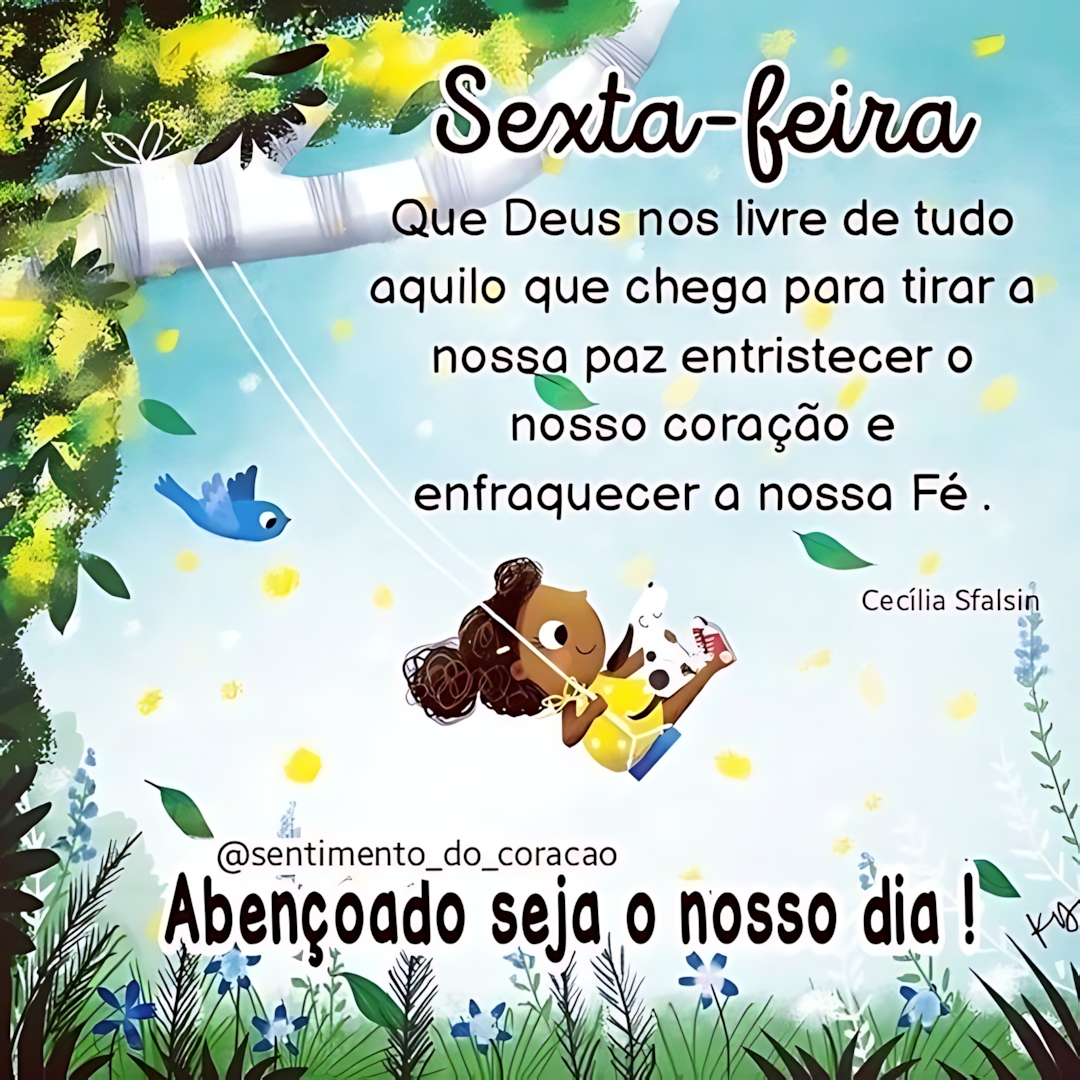 Sexta-feira
Que Deus nos livre de tudo
aquilo que chega para tirar a
nossa paz entristecer o
nosso coração e
enfraquecer a nossa Fé .
Cecília Sfalsin
@sentimento_do_coracao
Abençoado seja o nosso dia !